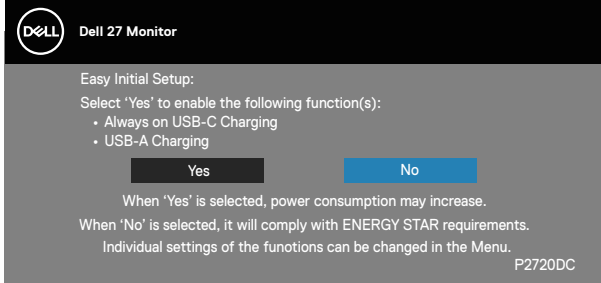 DELL
Dell 27 Monitor
Easy Initial Setup:
Select ‘Yes’ to enable the following function(s):
• Always on USB-C Charging
• USB-A Charging
Yes
No
When ‘Yes’ is selected, power consumption may increase.
When ‘No’ is selected, it will comply with ENERGY STAR requirements.
Individual settings of the funotions can be changed in the Menu.
P2720DC